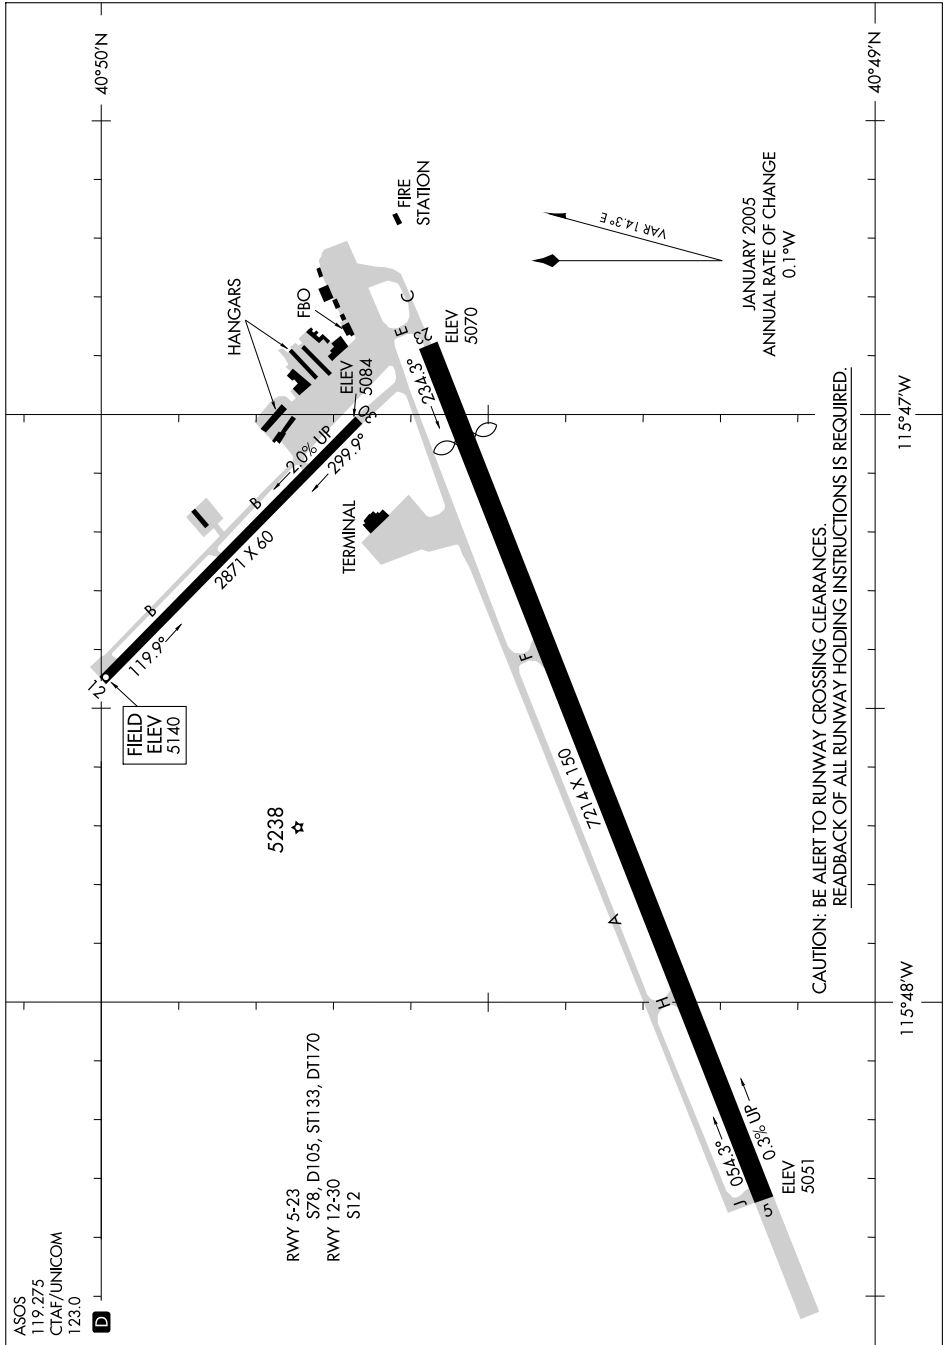 ASOS
119.275
CTAF/UNICOM
123.0
D
40°50'N
40°49'N
HANGARS
FBO
FIRE
STATION
ELEV
5084
30
2.0% UP
299.9°
B
B
2871 X 60
119.9°
12
FIELD
ELEV
5140
TERMINAL
C
E
23
ELEV
5070
234.3°
VAR 14.3° E
JANUARY 2005
ANNUAL RATE OF CHANGE
0.1°W
115°47'W
5238
F
7214 X 150
A
H
RWY 5-23
S78, D105, ST133, DT170
RWY 12-30
S12
J
054.3°
0.3% UP
5
ELEV
5051
115°48'W
CAUTION: BE ALERT TO RUNWAY CROSSING CLEARANCES.
READBACK OF ALL RUNWAY HOLDING INSTRUCTIONS IS REQUIRED.